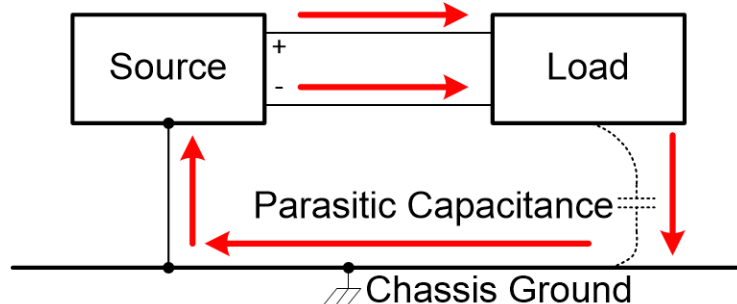 Source
+
-
Load
Parasitic Capacitance
Chassis Ground